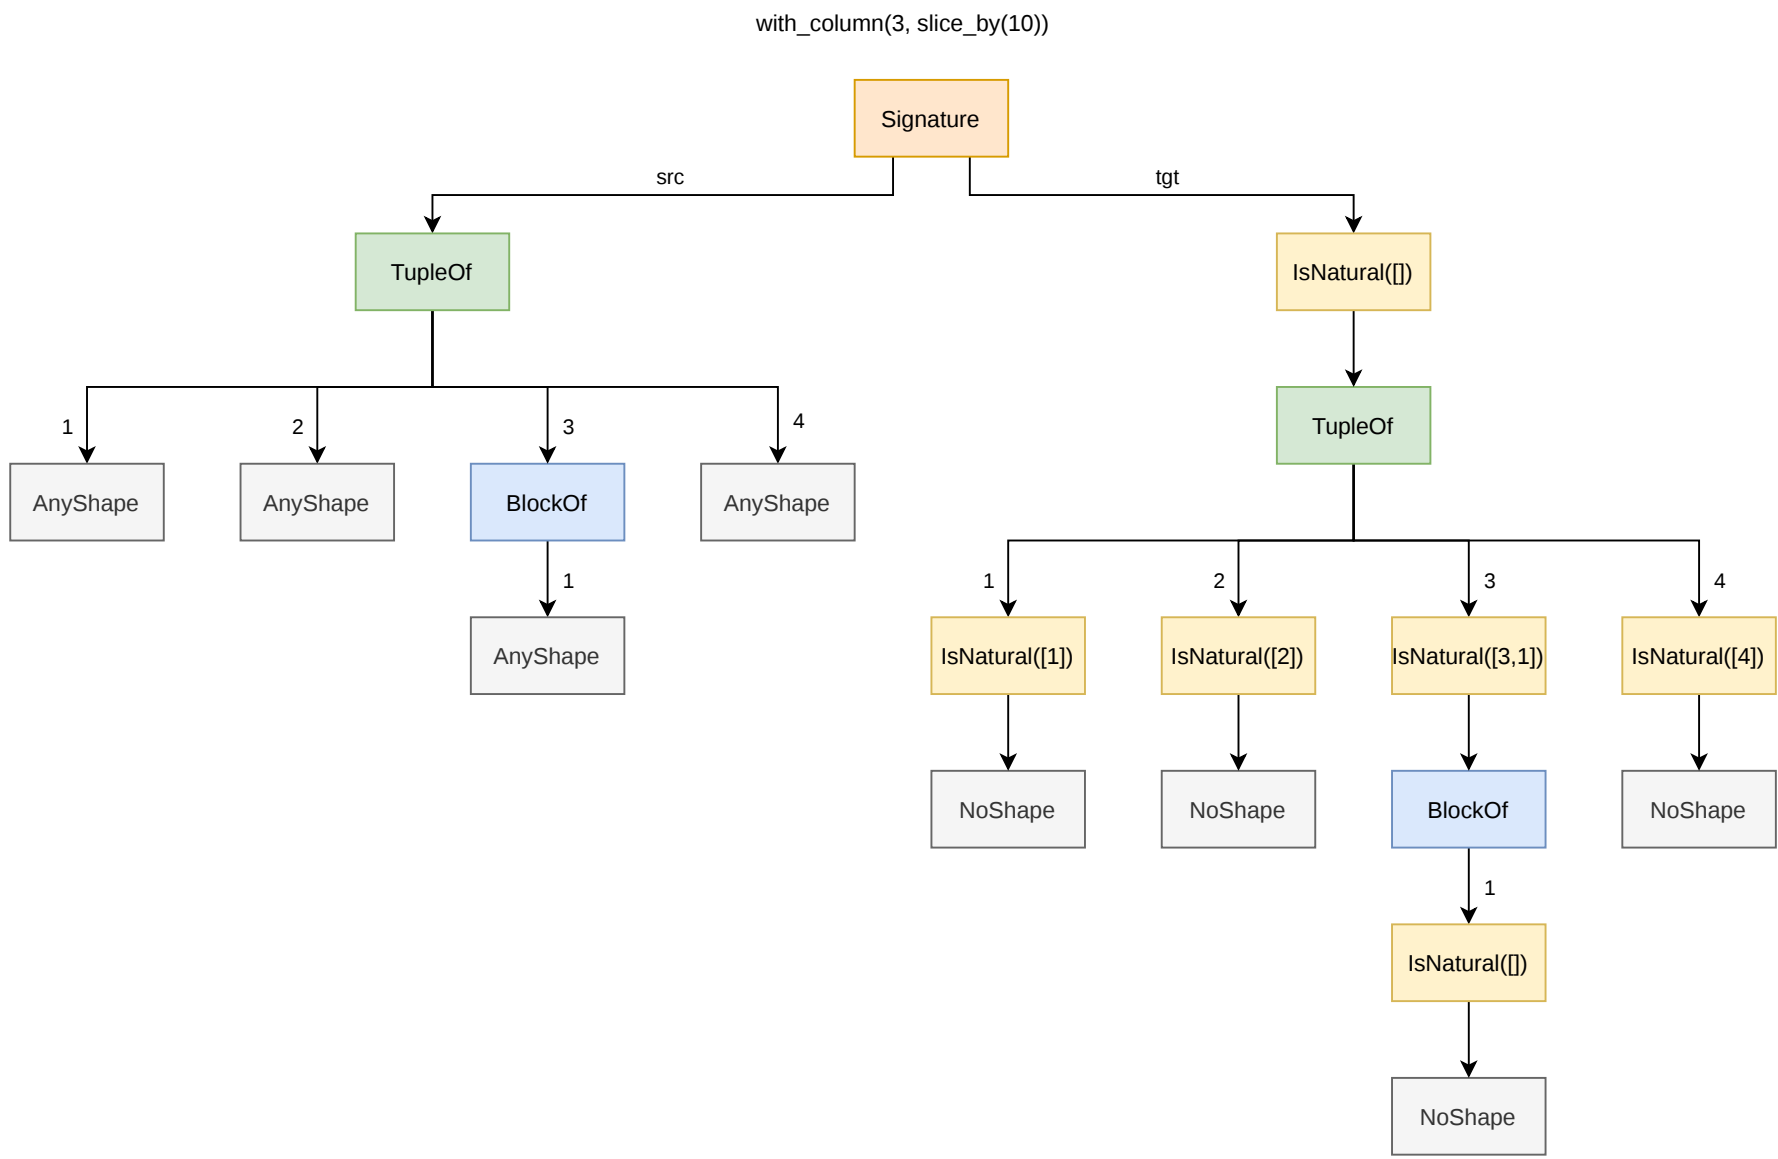 with_column(3, slice_by(10))
Signature
src
tgt
TupleOf
IsNatural([])
TupleOf
1
2
3
4
AnyShape
AnyShape
BlockOf
AnyShape
1
2
3
4
1
AnyShape
IsNatural([1])
IsNatural([2])
IsNatural([3,1])
IsNatural([4])
NoShape
NoShape
BlockOf
NoShape
1
IsNatural([])
NoShape